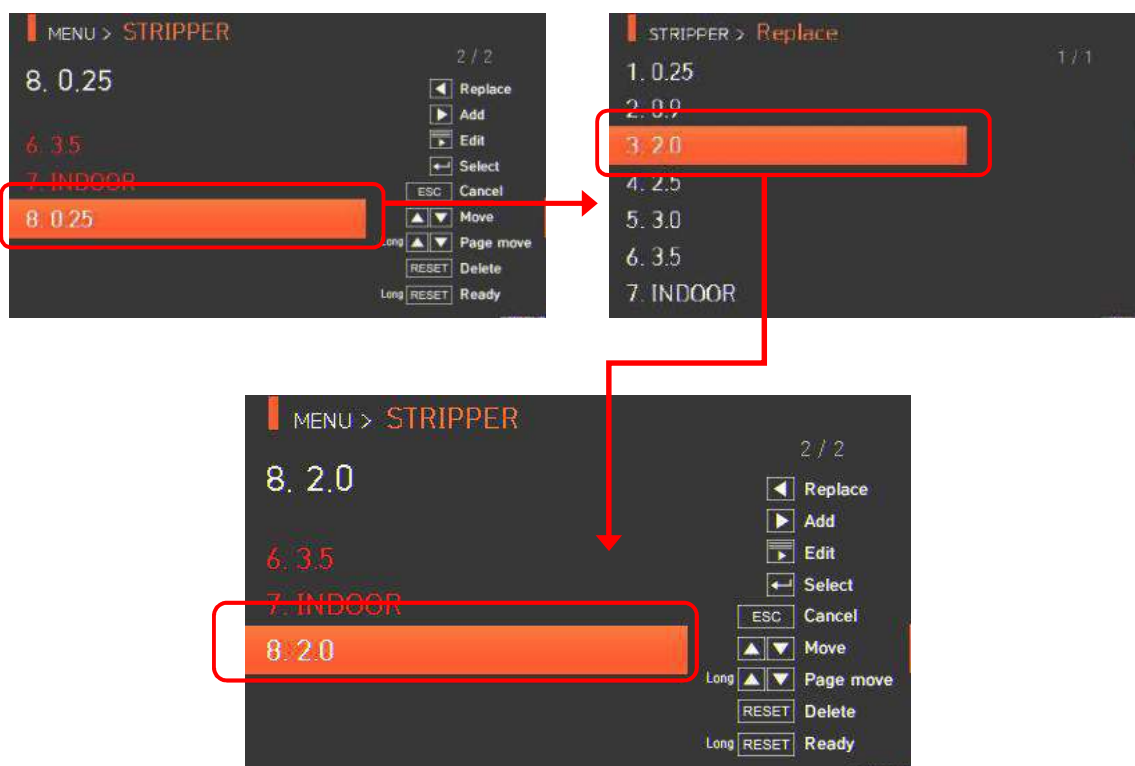 MENU > STRIPPER
2 / 2
8. 0.25
Replace
Add
6. 3.5
Edit
7. INDOOR
Select
ESC Cancel
8. 0.25
Move
Long Page move
RESET Delete
Long RESET Ready
STRIPPER > Replace
1 / 1
1. 0.25
2. 0.9
3. 2.0
4. 2.5
5. 3.0
6. 3.5
7. INDOOR
MENU > STRIPPER
2 / 2
8. 2.0
Replace
Add
6. 3.5
Edit
Select
7. INDOOR
ESC Cancel
8. 2.0
Move
Long Page move
RESET Delete
Long RESET Ready